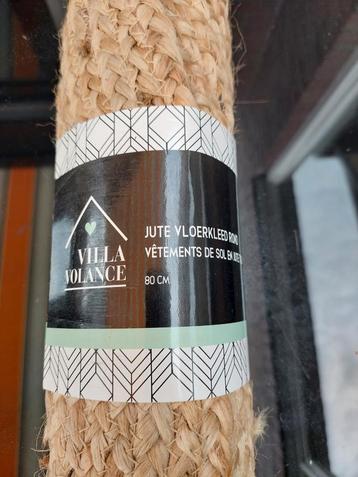 VILLA
VOLANCE
JUTE VLOERKLEED ROND
VÊTEMENTS DE SOL EN
80 CM